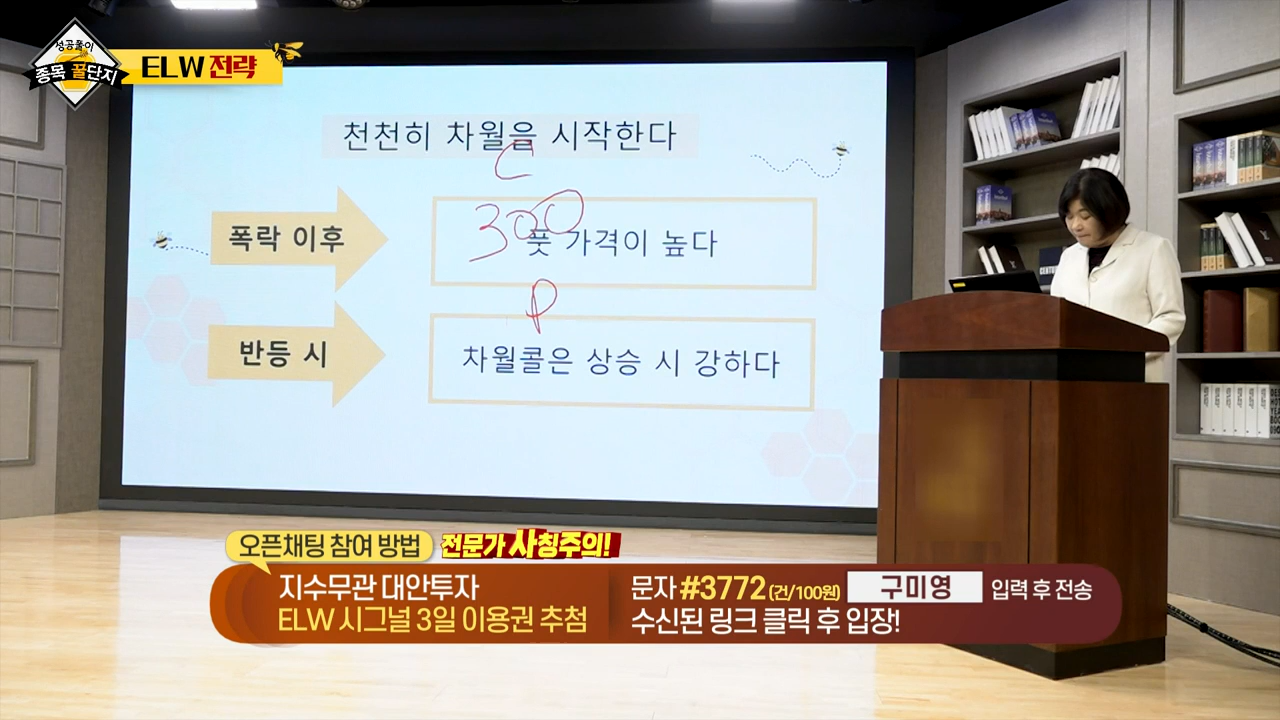 성공풀이
종목 꿀단지
ELW 전략
천천히 차월을 시작한다
C
폭락 이후
300
풋 가격이 높다
P
반등 시
차월콜은 상승 시 강하다
오픈채팅 참여 방법
전문가 사칭주의!
지수무관 대안투자
ELW 시그널 3일 이용권 추첨
문자 #3772 (건/100원) 구미영 입력 후 전송
수신된 링크 클릭 후 입장!